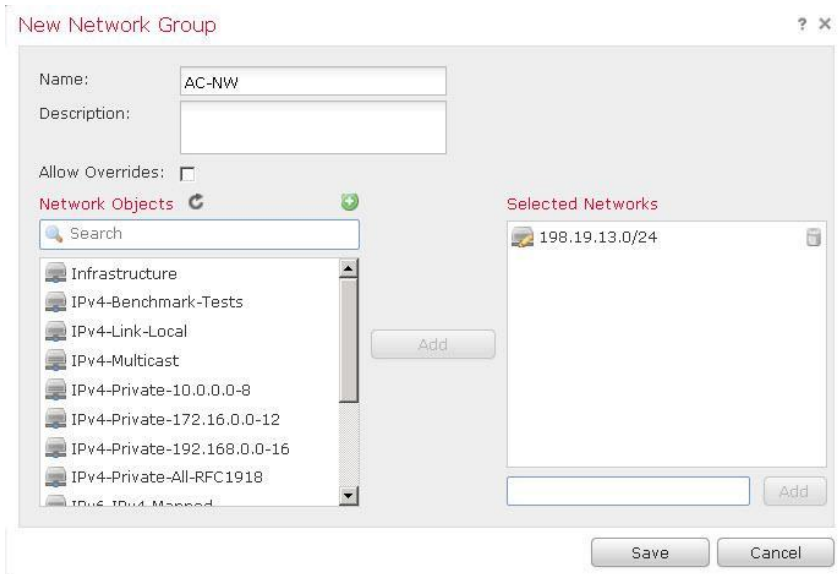 New Network Group
? ×
Name:
AC-NW
Description:
Allow Overrides:
Network Objects
Search
Infrastructure
IPv4-Benchmark-Tests
IPv4-Link-Local
IPv4-Multicast
IPv4-Private-10.0.0.0-8
IPv4-Private-172.16.0.0-12
IPv4-Private-192.168.0.0-16
IPv4-Private-All-RFC1918
IPv6-IPv4-Mapped
Add
Selected Networks
198.19.13.0/24
Add
Save
Cancel